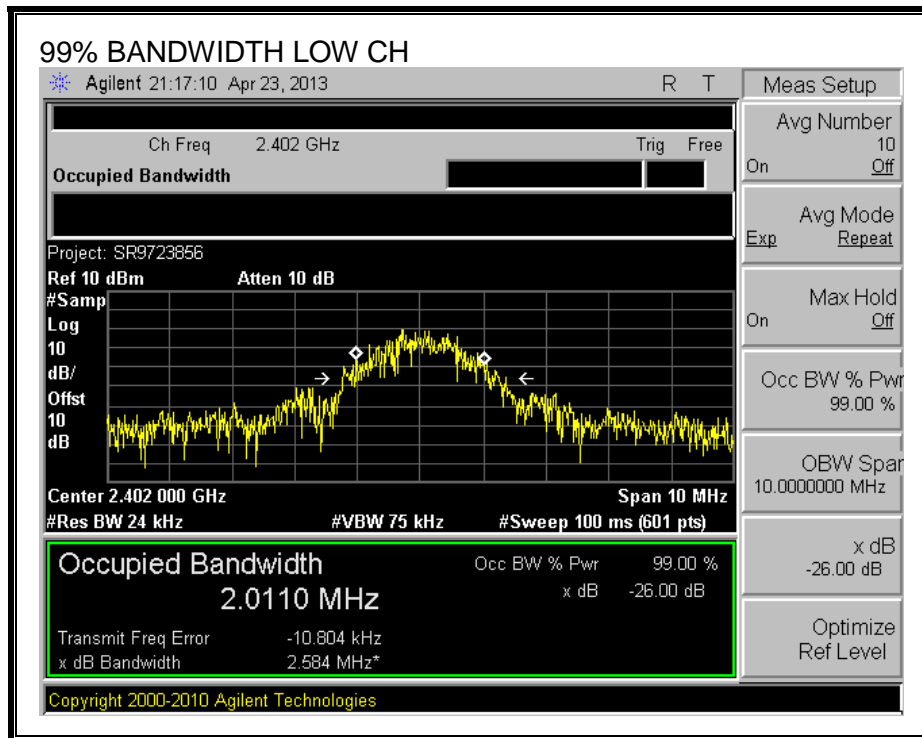 99% BANDWIDTH LOW CH
Agilent 21:17:10 Apr 23, 2013 R T
Ch Freq 2.402 GHz Trig Free
Occupied Bandwidth
Project: SR9723856
Ref 10 dBm Atten 10 dB
#Samp
Log
10
dB/
Offst
10
dB
Center 2.402 000 GHz Span 10 MHz
#Res BW 24 kHz #VBW 75 kHz #Sweep 100 ms (601 pts)
Occupied Bandwidth Occ BW % Pwr 99.00 %
2.0110 MHz x dB -26.00 dB
Transmit Freq Error -10.804 kHz
x dB Bandwidth 2.584 MHz*
Copyright 2000-2010 Agilent Technologies
Meas Setup
Avg Number
10
On Off
Avg Mode
Exp Repeat
Max Hold
On Off
Occ BW % Pwr
99.00 %
OBW Span
10.0000000 MHz
x dB
-26.00 dB
Optimize
Ref Level